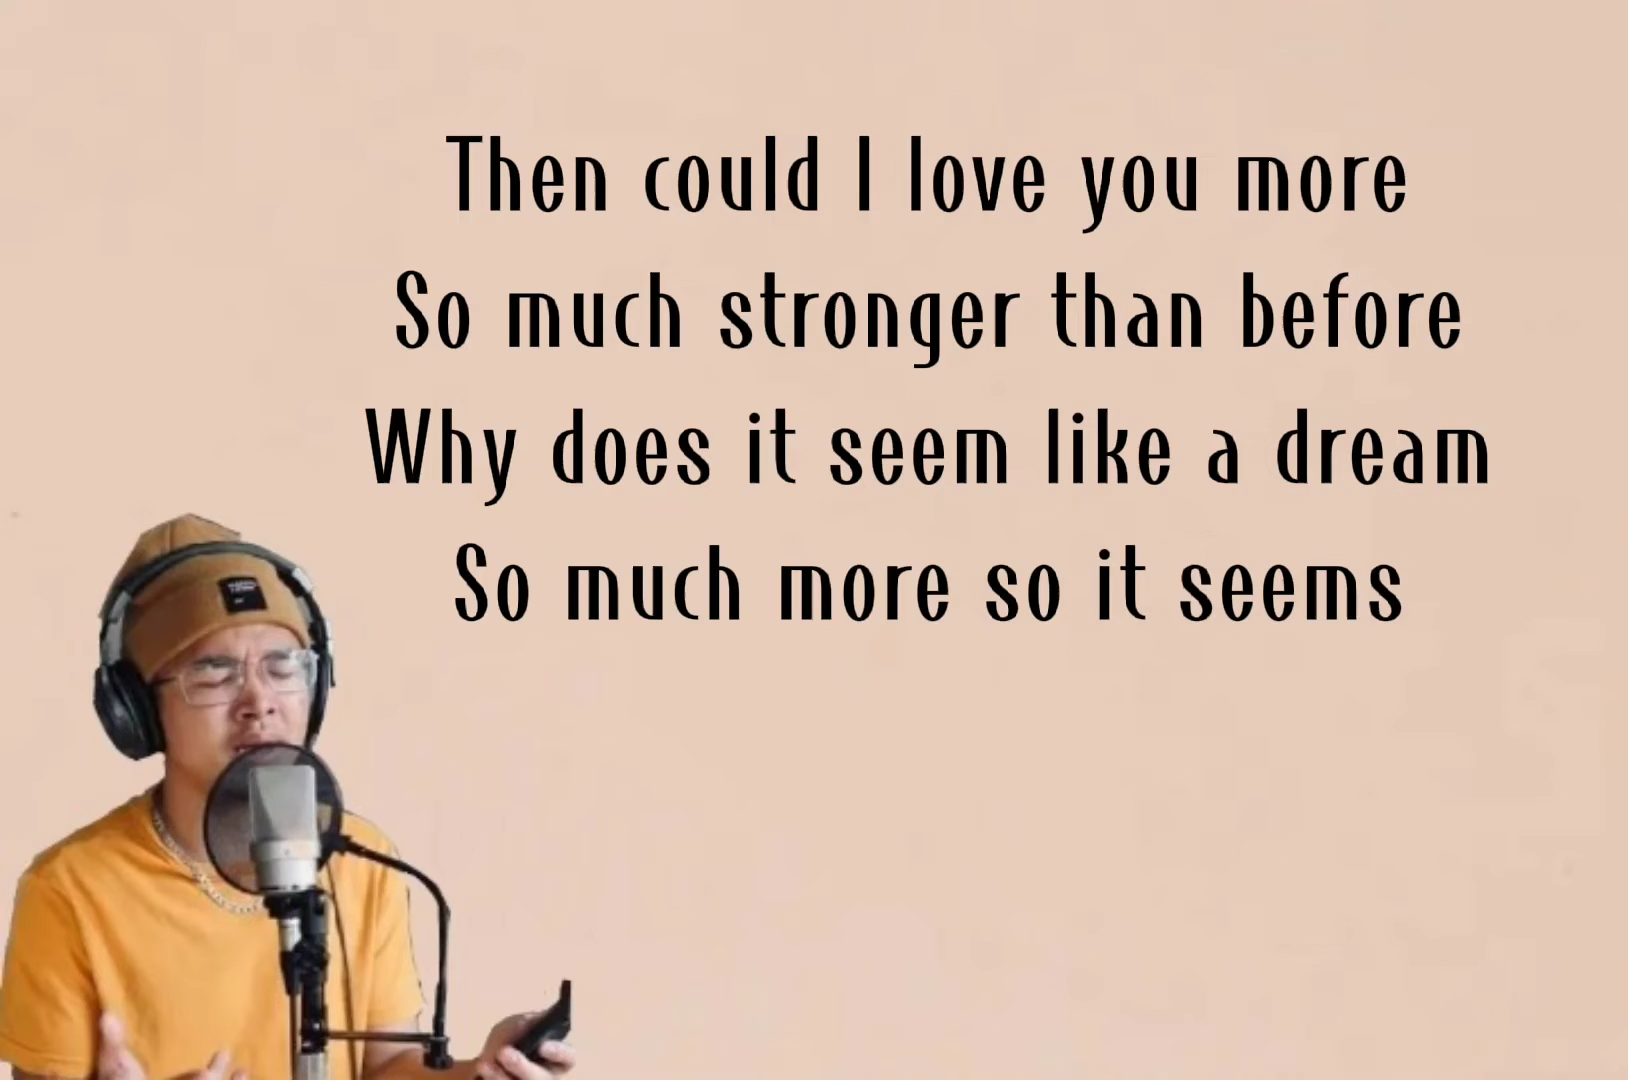 Then could I love you more
So much stronger than before
Why does it seem like a dream
So much more so it seems